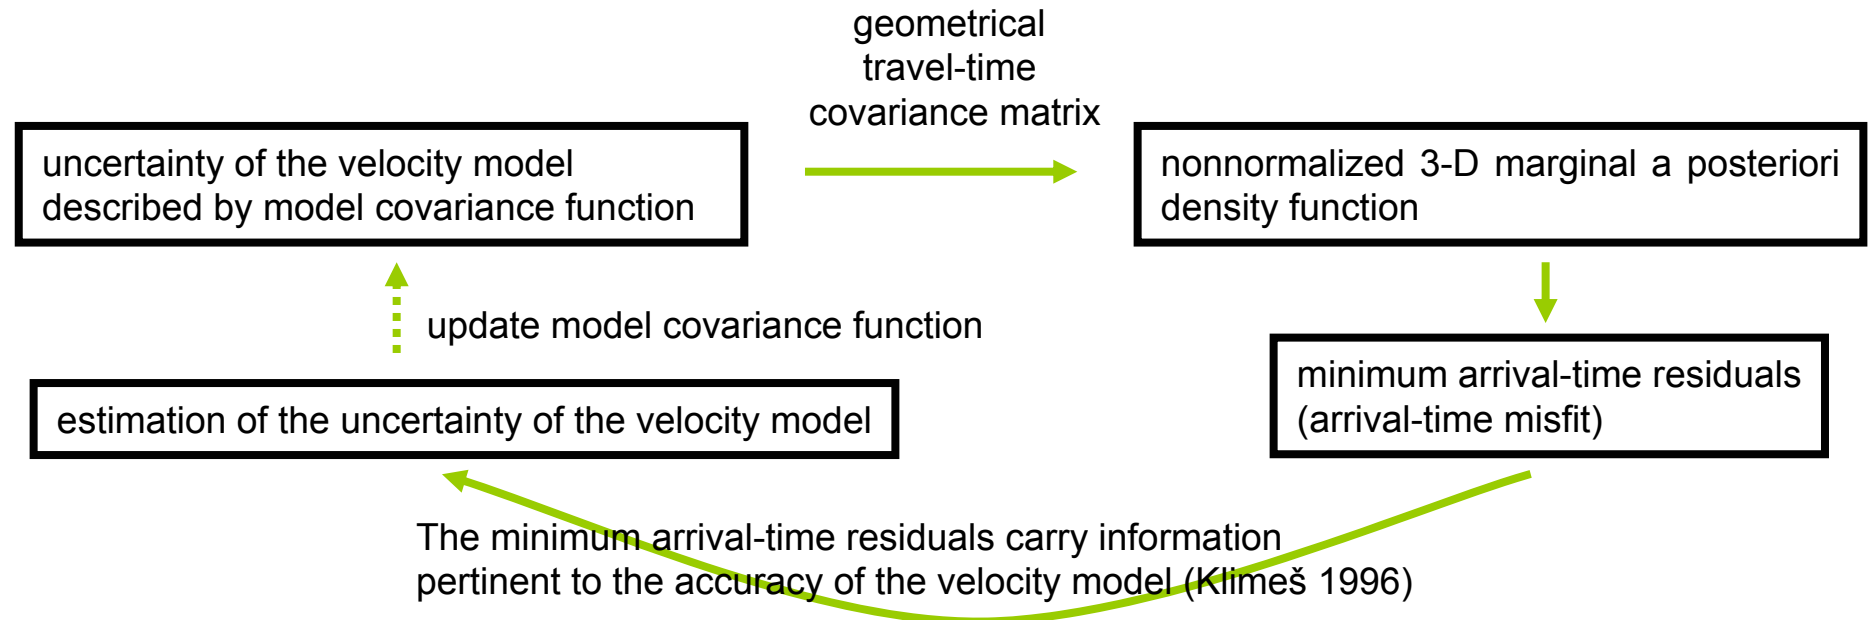 geometrical
travel-time
covariance matrix
uncertainty of the velocity model
described by model covariance function
nonnormalized 3-D marginal a posteriori
density function
update model covariance function
minimum arrival-time residuals
(arrival-time misfit)
estimation of the uncertainty of the velocity model
The minimum arrival-time residuals carry information
pertinent to the accuracy of the velocity model (Klimeš 1996)